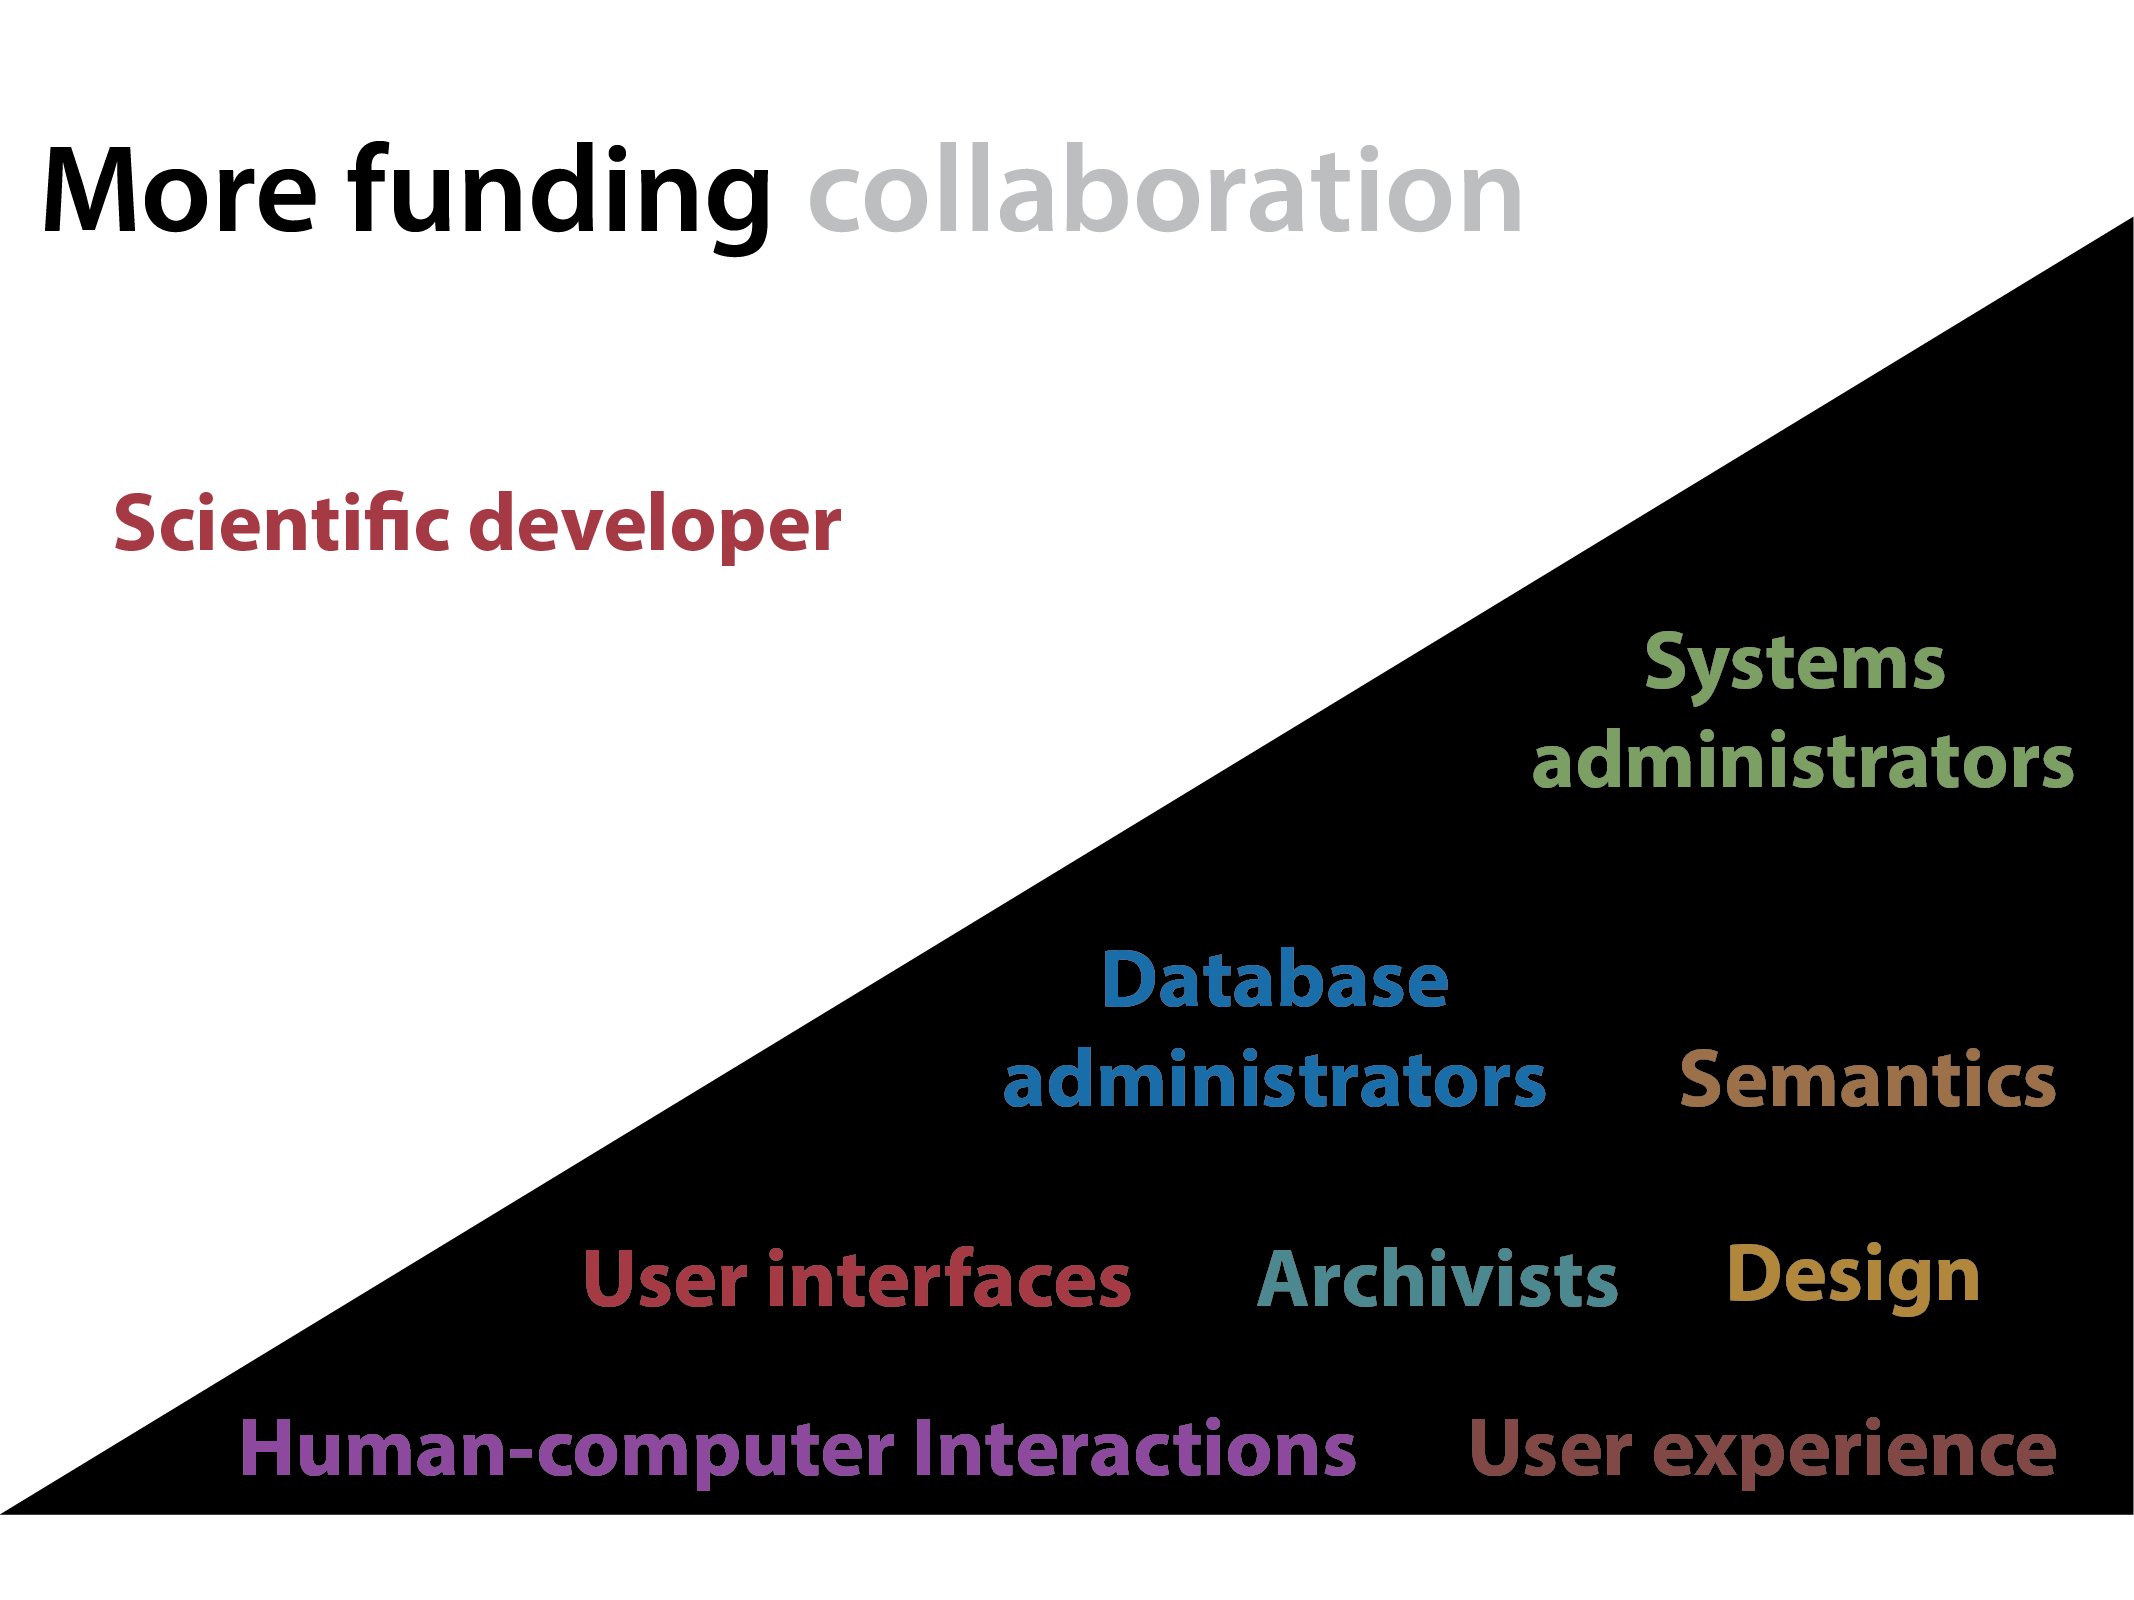 More funding collaboration
Scientific developer
Systems
administrators
Database
administrators
Semantics
User interfaces
Archivists
Design
Human-computer Interactions
User experience